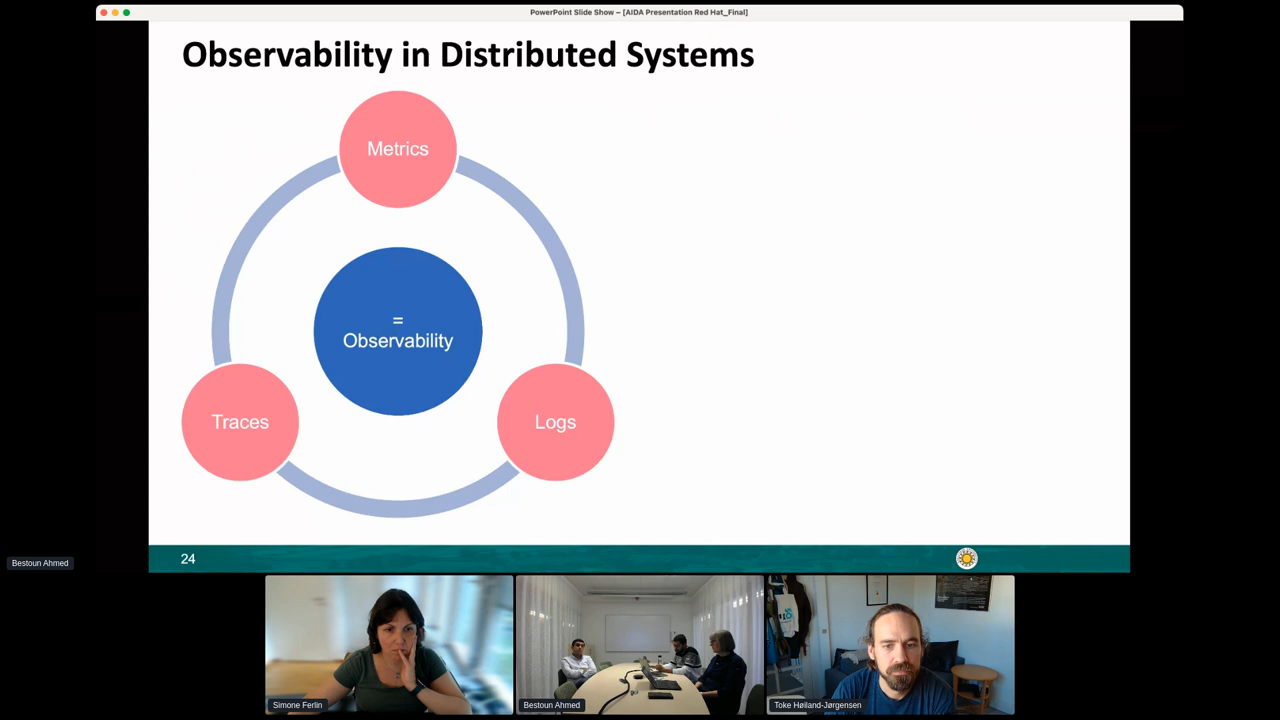 PowerPoint Slide Show – [AIDA Presentation Red Hat_Final]
Observability in Distributed Systems
Metrics
=
Observability
Traces
Logs
24
Bestoun Ahmed
Simone Ferlin
Bestoun Ahmed
Toke Høiland-Jørgensen